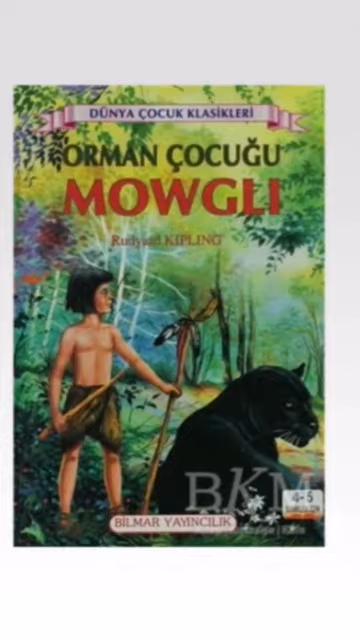 DÜNYA ÇOCUK KLASİKLERİ
ORMAN ÇOCUĞU
MOWGLI
Rudyard KIPLING
BKM
4-5
BİLMAR YAYINCILIK